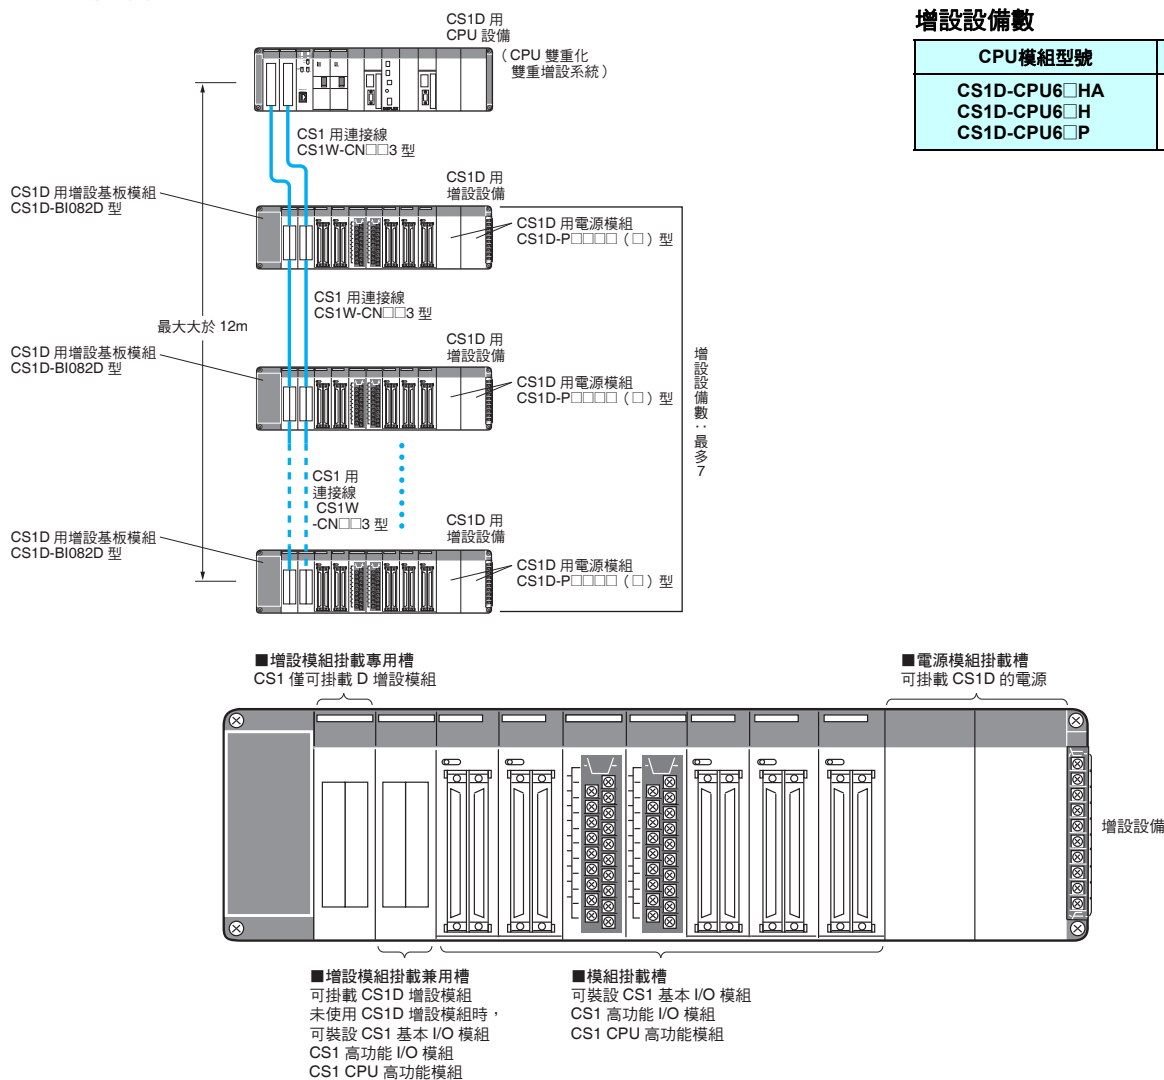 CS1D 用
CPU 設備
（CPU 雙重化
雙重增設系統）
CS1 用連接線
CS1W-CN□□3 型
CS1D 用增設基板模組
CS1D-BI082D 型
CS1D 用
增設設備
CS1D 用電源模組
CS1D-P□□□□（□）型
CS1 用連接線
CS1W-CN□□3 型
最大大於 12m
CS1D 用增設基板模組
CS1D-BI082D 型
CS1D 用
增設設備
CS1D 用電源模組
CS1D-P□□□□（□）型
增設設備數：最多7
CS1 用
連接線
CS1W
-CN□□3 型
CS1D 用增設基板模組
CS1D-BI082D 型
CS1D 用
增設設備
CS1D 用電源模組
CS1D-P□□□□（□）型
增設設備數
CPU模組型號
CS1D-CPU6□HA
CS1D-CPU6□H
CS1D-CPU6□P
■增設模組掛載專用槽
CS1 僅可掛載 D 增設模組
■電源模組掛載槽
可掛載 CS1D 的電源
增設設備
■增設模組掛載兼用槽
可掛載 CS1D 增設模組
未使用 CS1D 增設模組時，
可裝設 CS1 基本 I/O 模組
CS1 高功能 I/O 模組
CS1 CPU 高功能模組
■模組掛載槽
可裝設 CS1 基本 I/O 模組
CS1 高功能 I/O 模組
CS1 CPU 高功能模組